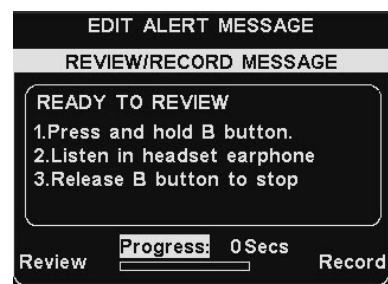 EDIT ALERT MESSAGE
REVIEW/RECORD MESSAGE
READY TO REVIEW
1.Press and hold B button.
2.Listen in headset earphone
3.Release B button to stop
Progress: 0 Secs
Review Record